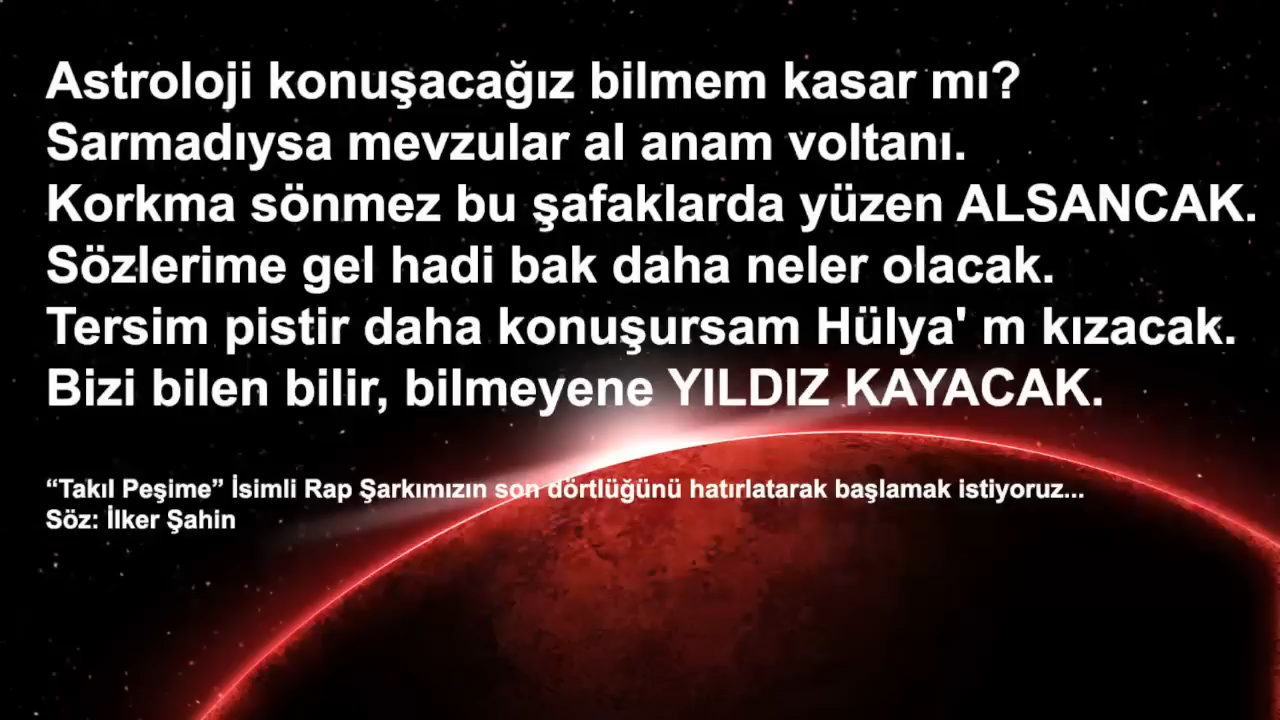 Astroloji konuşacağız bilmem kasar mı?
Sarmadıysa mevzular al anam voltanı.
Korkma sönmez bu şafaklarda yüzen ALSANCAK.
Sözlerime gel hadi bak daha neler olacak.
Tersim pistir daha konuşursam Hülya' m kızacak.
Bizi bilen bilir, bilmeyene YILDIZ KAYACAK.
“Takıl Peşime” İsimli Rap Şarkımızın son dörtlüğünü hatırlatarak başlamak istiyoruz...
Söz: İlker Şahin